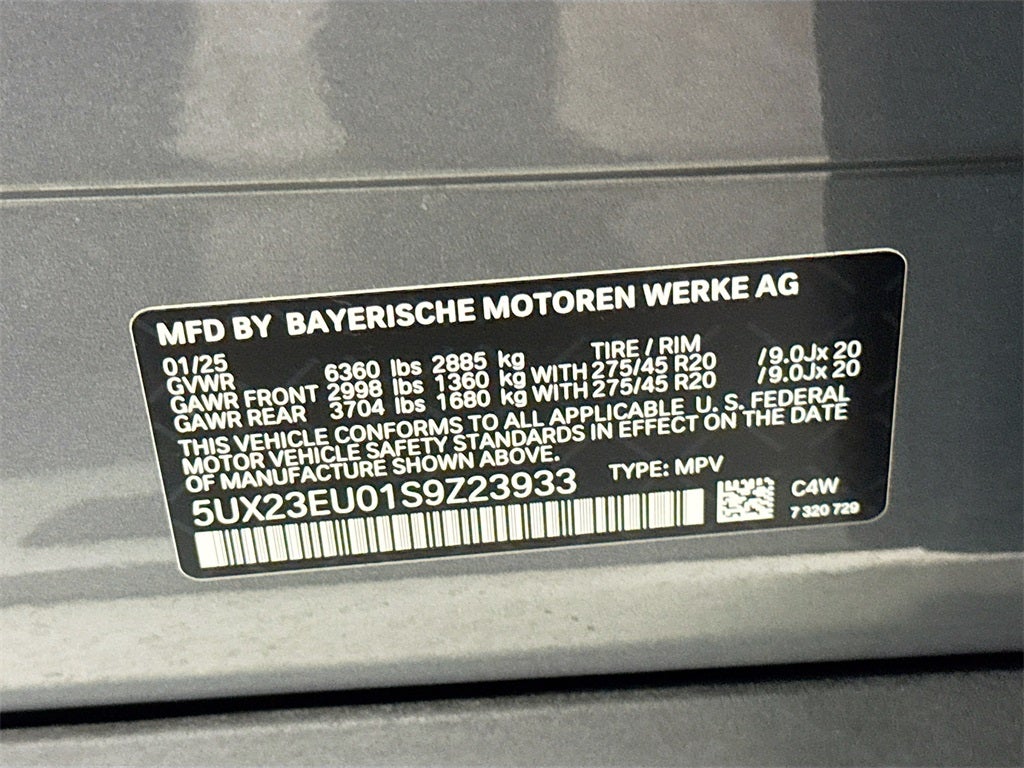 MFD BY BAYERISCHE MOTOREN WERKE AG
01/25 TIRE / RIM
GVWR 6360 lbs 2885 kg
GAWR FRONT 2998 lbs 1360 kg WITH 275/45 R20 /9.0Jx 20
GAWR REAR 3704 lbs 1680 kg WITH 275/45 R20 /9.0Jx 20
THIS VEHICLE CONFORMS TO ALL APPLICABLE U. S. FEDERAL
MOTOR VEHICLE SAFETY STANDARDS IN EFFECT ON THE DATE
OF MANUFACTURE SHOWN ABOVE.
5UX23EU01S9Z23933 TYPE: MPV
C4W
7 320 729